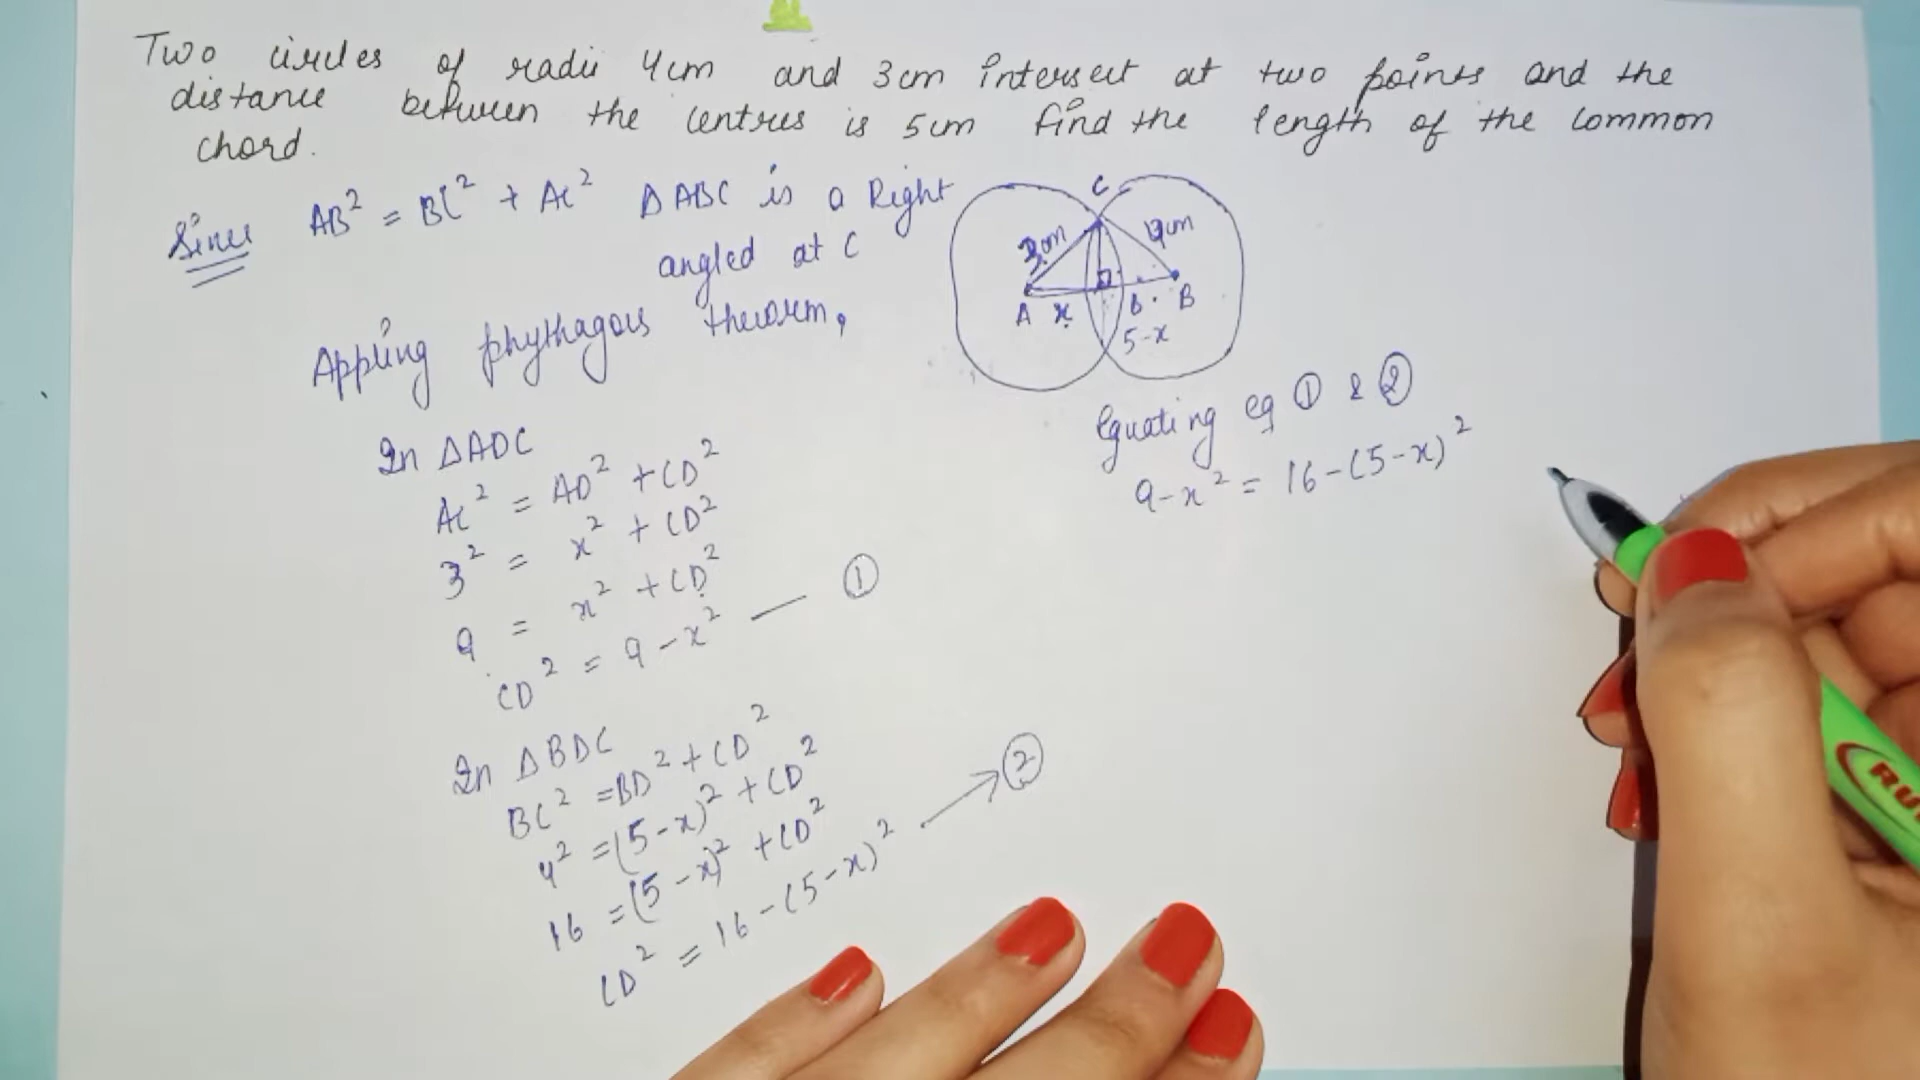 Two circles of radii 4cm and 3cm intersect at two points and the
distance between the centres is 5cm find the length of the common
chord.
Since AB² = BC² + AC² ΔABC is a Right
angled at C
Appling phythagous theorem,
C
3cm
4cm
A x D B
5-x
In ΔADC
AC² = AD² + CD²
3² = x² + CD²
9 = x² + CD²
CD² = 9 - x² — ①
In ΔBDC
BC² = BD² + CD²
4² = (5-x)² + CD²
16 = (5-x)² + CD²
CD² = 16 - (5-x)² → ②
Equating eq ① & ②
9-x² = 16-(5-x)²